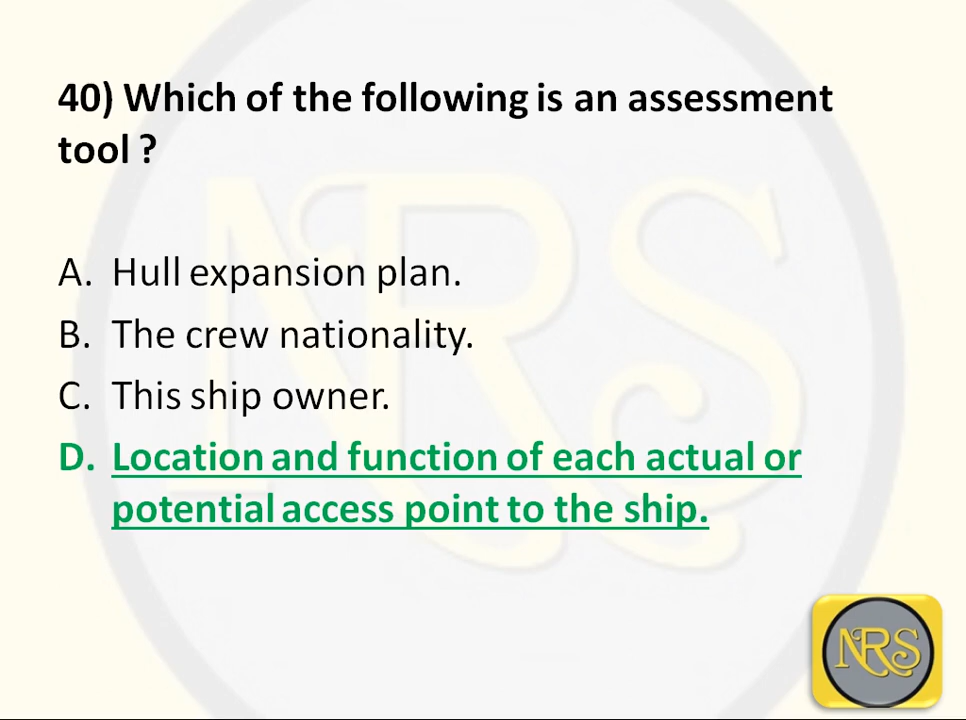 40) Which of the following is an assessment
tool ?
A. Hull expansion plan.
B. The crew nationality.
C. This ship owner.
D. Location and function of each actual or
potential access point to the ship.
NRS
NRS